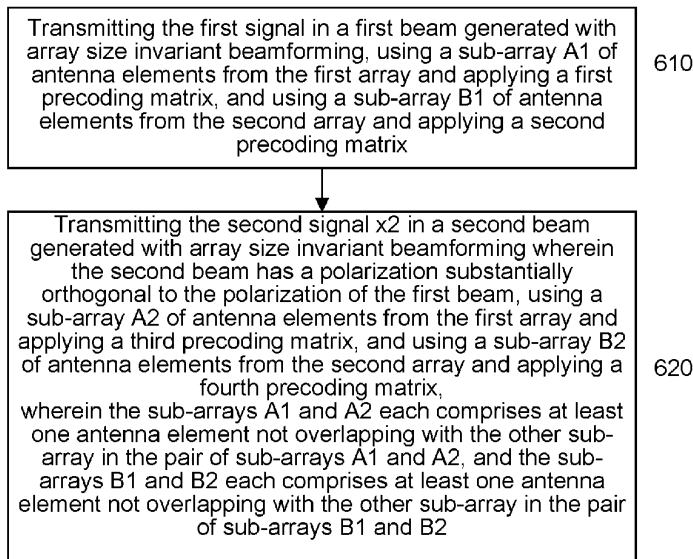 Transmitting the first signal in a first beam generated with
array size invariant beamforming, using a sub-array A1 of
antenna elements from the first array and applying a first
precoding matrix, and using a sub-array B1 of antenna
elements from the second array and applying a second
precoding matrix
610
Transmitting the second signal x2 in a second beam
generated with array size invariant beamforming wherein
the second beam has a polarization substantially
orthogonal to the polarization of the first beam, using a
sub-array A2 of antenna elements from the first array and
applying a third precoding matrix, and using a sub-array B2
of antenna elements from the second array and applying a
fourth precoding matrix,
wherein the sub-arrays A1 and A2 each comprises at least
one antenna element not overlapping with the other sub-
array in the pair of sub-arrays A1 and A2, and the sub-
arrays B1 and B2 each comprises at least one antenna
element not overlapping with the other sub-array in the pair
of sub-arrays B1 and B2
620